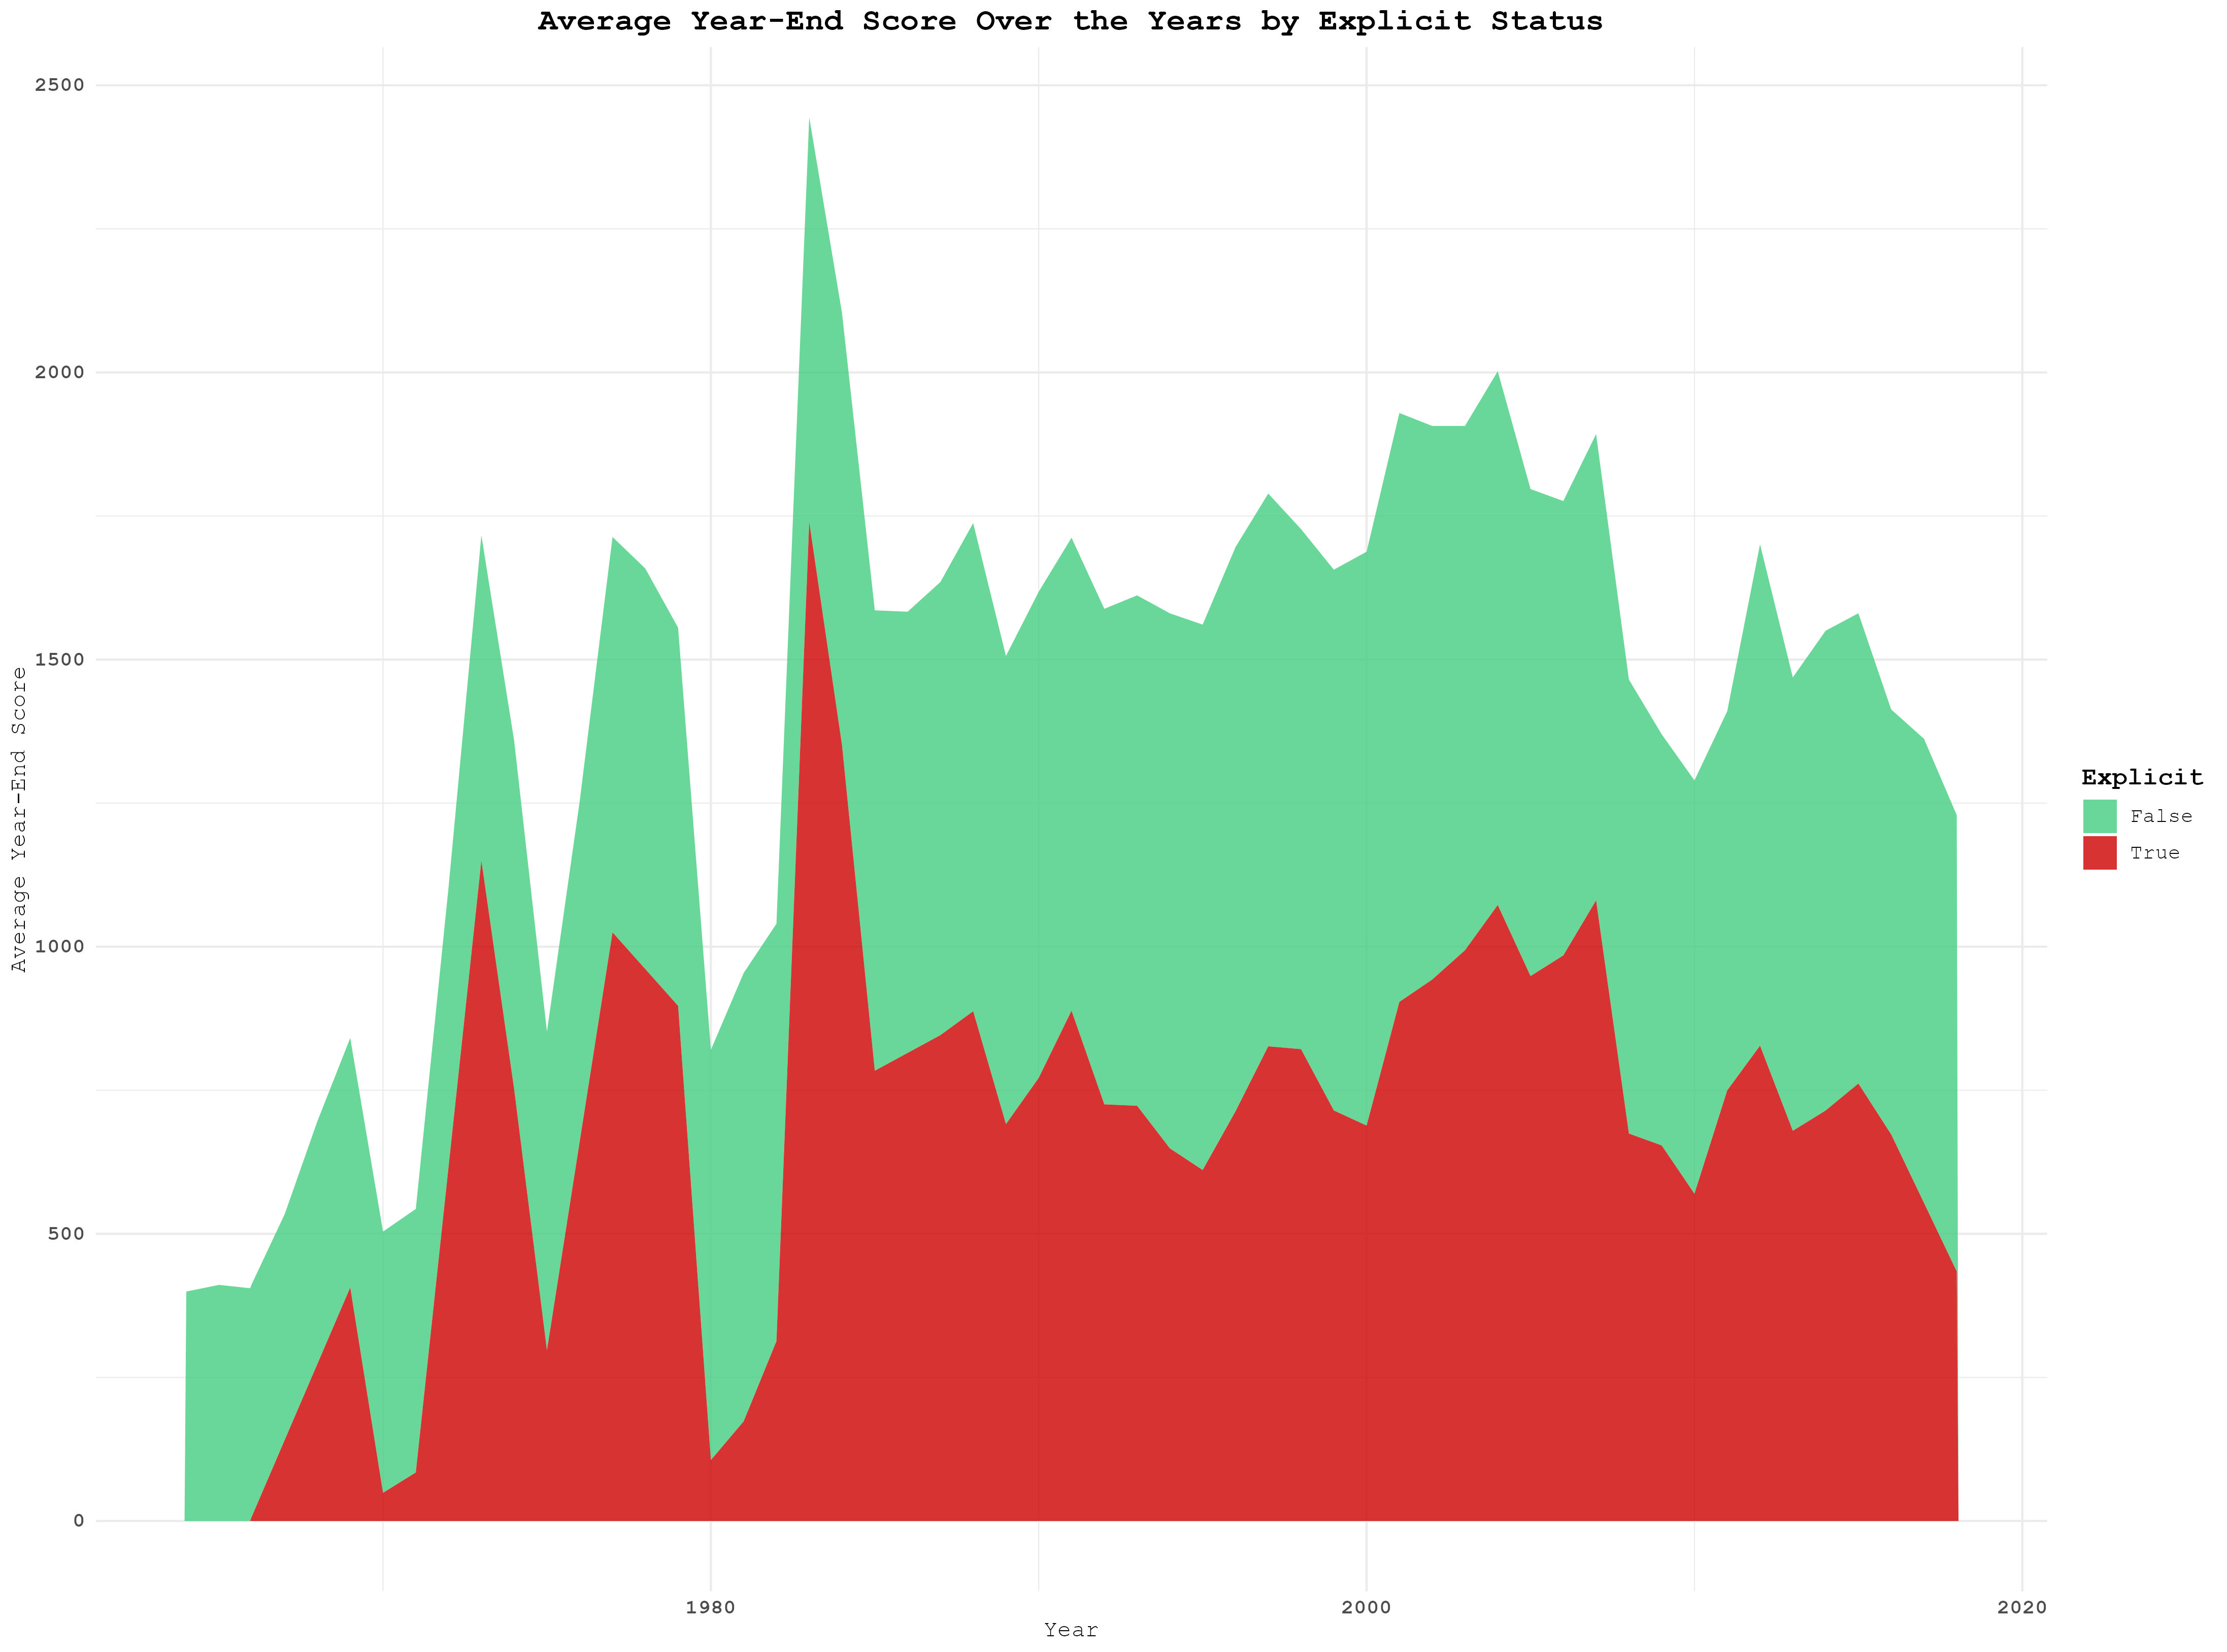 Average Year-End Score Over the Years by Explicit Status
2500
2000
1500
1000
500
0
Average Year-End Score
1980
2000
2020
Year
Explicit
False
True